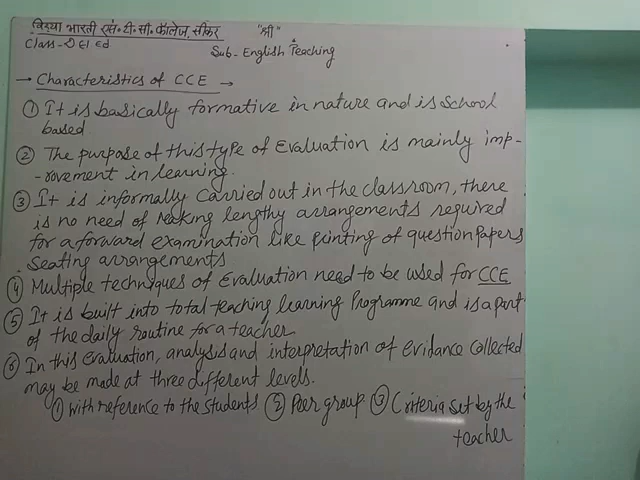 विद्या भारती एस. टी. सी. कॉलेज, सीकर "श्री"
Sub- English Teaching
→ Characteristics of CCE →
① It is basically formative in nature and is school
based
② The purpose of this type of Evaluation is mainly imp-
-rovement in learning.
③ It is informally carried out in the classroom, there
is no need of making lengthy arrangements required
for a forward examination like printing of question papers
seating arrangements
④ Multiple techniques of Evaluation need to be used for CCE
⑤ It is built into total teaching learning Programme and is a part
of the daily routine for a teacher
⑥ In this evaluation, analysis and interpretation of evidance collected
may be made at three different levels.
① with reference to the students ② Peer group ③ Criteria set by the
teacher